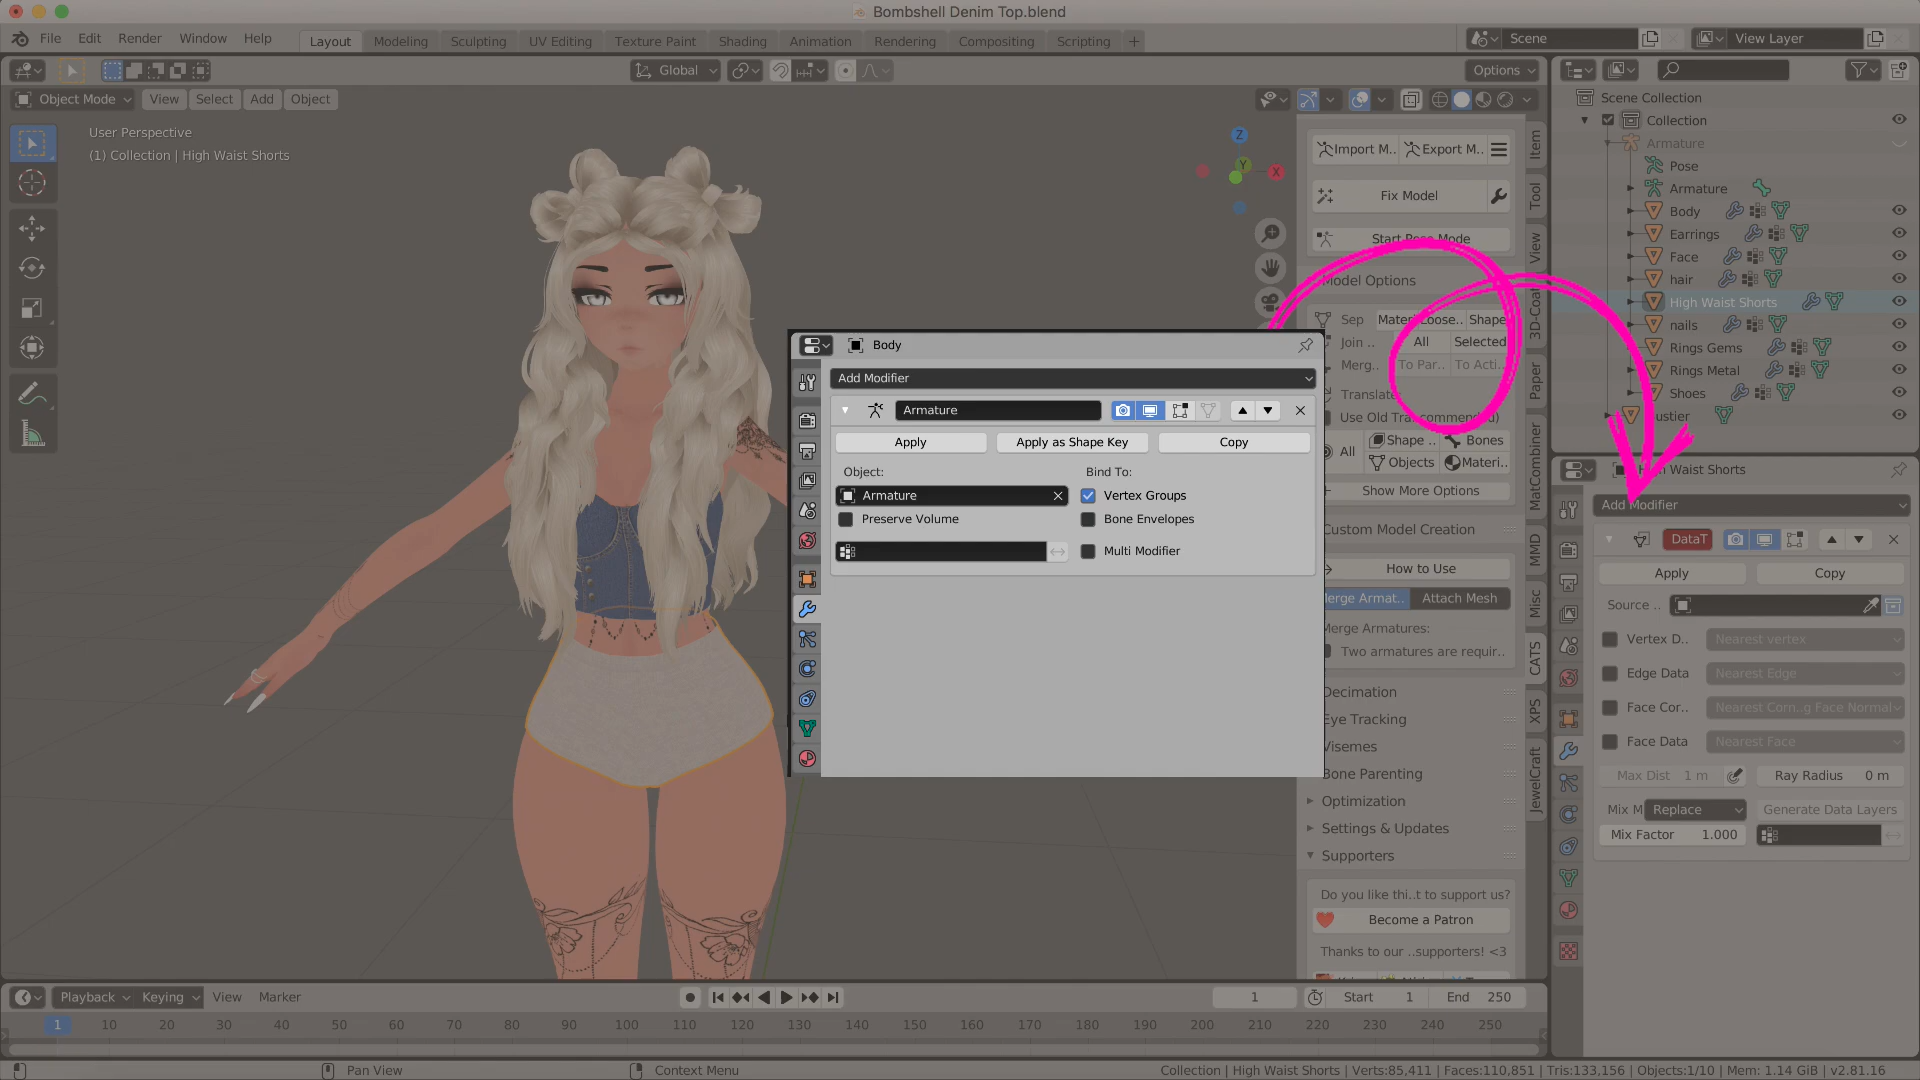 Bombshell Denim Top.blend
File Edit Render Window Help Layout Modeling Sculpting UV Editing Texture Paint Shading Animation Rendering Compositing Scripting + Scene View Layer
Global Options
Object Mode View Select Add Object
User Perspective
(1) Collection | High Waist Shorts
Z
Y
X
Import M.. Export M..
Fix Model
Start Pose Mode
Model Options
Sep Materi Loose.. Shape
Join .. All Selected
Merg.. To Par.. To Acti..
Translate
Use Old Tra
All Shape .. Bones
Objects Materi..
Show More Options
Custom Model Creation
How to Use
Merge Armat.. Attach Mesh
Merge Armatures:
Two armatures are requir..
Decimation
Eye Tracking
Visemes
Bone Parenting
Optimization
Settings & Updates
Supporters
Do you like thi..t to support us?
Become a Patron
Thanks to our ..supporters! <3
Item
Tool
View
3D-Coat
Paper
MatCombiner
MMD
Misc
CATS
XPS
JewelCraft
Body
Add Modifier
Armature
Apply Apply as Shape Key Copy
Object: Bind To:
Armature Vertex Groups
Preserve Volume Bone Envelopes
Multi Modifier
Scene Collection
Collection
Armature
Pose
Armature
Body
Earrings
Face
hair
High Waist Shorts
nails
Rings Gems
Rings Metal
Shoes
ustier
High Waist Shorts
Add Modifier
DataT
Apply Copy
Source ..
Vertex D.. Nearest vertex
Edge Data Nearest Edge
Face Cor.. Nearest Corn..g Face Normal
Face Data Nearest Face
Max Dist 1 m Ray Radius 0 m
Mix M Replace Generate Data Layers
Mix Factor 1.000
Playback Keying View Marker 1 Start 1 End 250
1 10 20 30 40 50 60 70 80 90 100 110 120 130 140 150 160 170 180 190 200 210 220 230 240 250
Pan View Context Menu Collection | High Waist Shorts | Verts:85,411 | Faces:110,851 | Tris:133,156 | Objects:1/10 | Mem: 1.14 GiB | v2.81.16